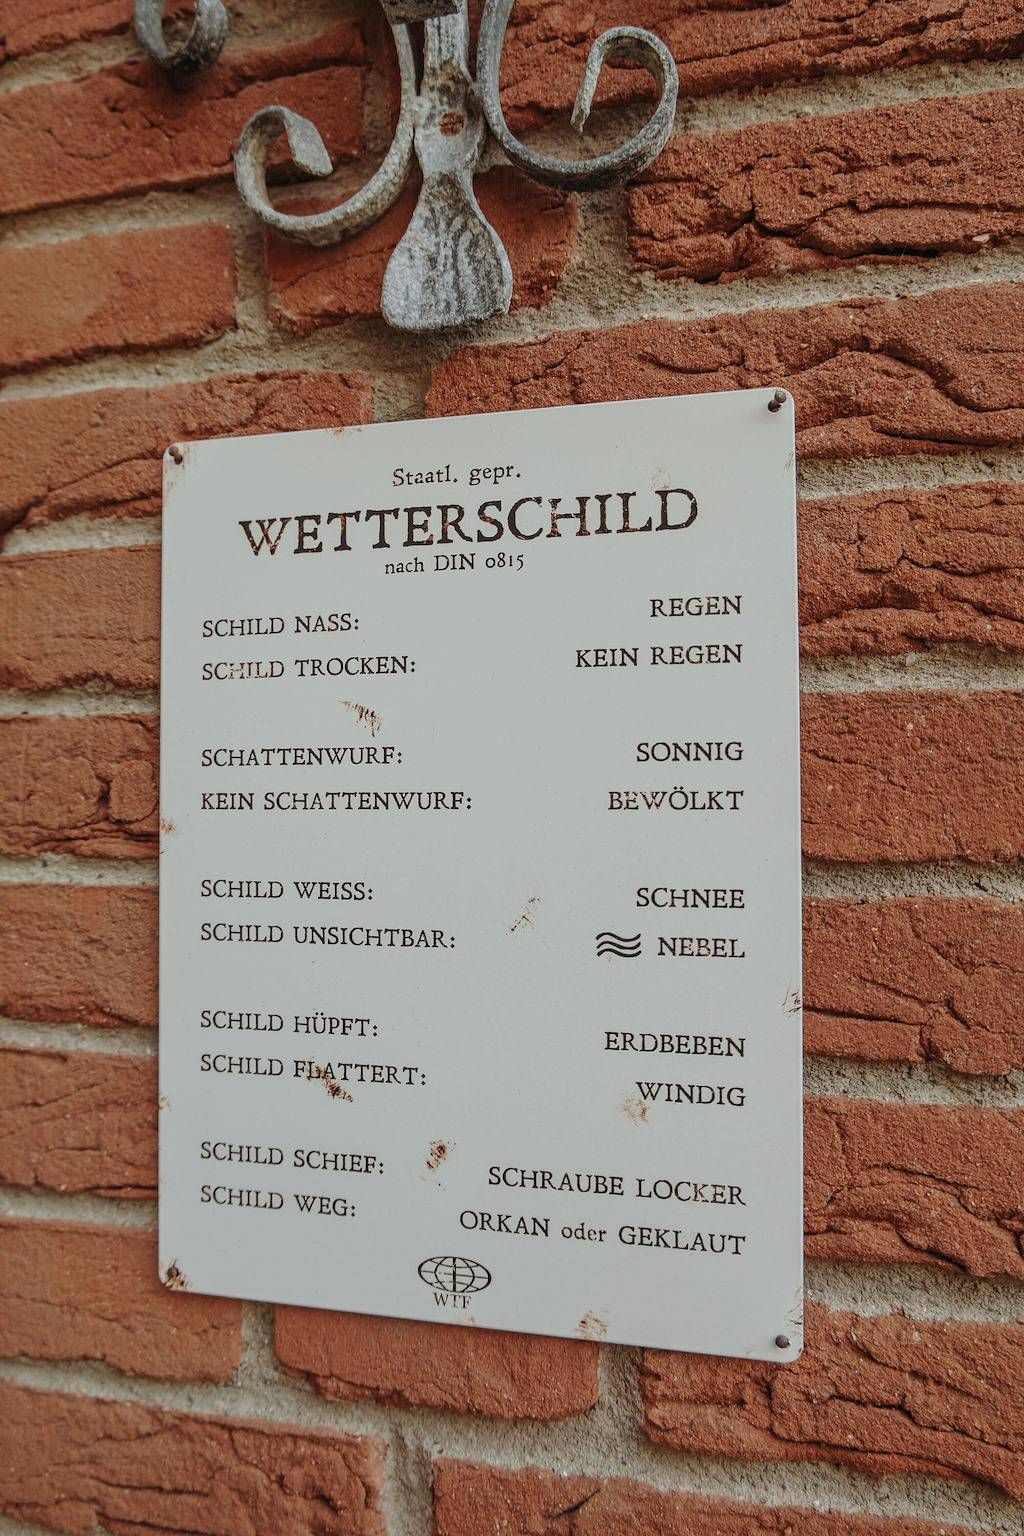 Staatl. gepr.
WETTERSCHILD
nach DIN 0815
SCHILD NASS: REGEN
SCHILD TROCKEN: KEIN REGEN
SCHATTENWURF: SONNIG
KEIN SCHATTENWURF: BEWÖLKT
SCHILD WEISS: SCHNEE
SCHILD UNSICHTBAR: NEBEL
SCHILD HÜPFT: ERDBEBEN
SCHILD FLATTERT: WINDIG
SCHILD SCHIEF: SCHRAUBE LOCKER
SCHILD WEG: ORKAN oder GEKLAUT
WTF